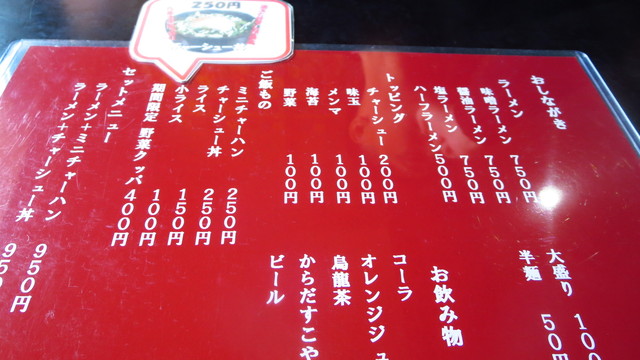 250円
おしながき
ラーメン
味噌ラーメン 750円
醤油ラーメン 750円
塩ラーメン 750円
ハーフラーメン 500円
トッピング
チャーシュー 200円
味玉 100円
メンマ 100円
海苔 100円
野菜 100円
ご飯もの
ミニチャーハン 250円
チャーシュー丼 250円
ライス 150円
小ライス 100円
期間限定 野菜クッパ 400円
セットメニュー
ラーメン+ミニチャーハン 950円
ラーメン+チャーシュー丼 950
大盛り 100
半麺 50円
お飲み物
コーラ
オレンジジュ
烏龍茶
からだすこや
ビール